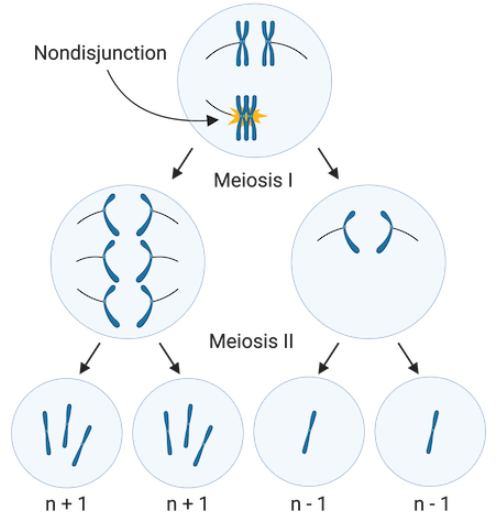 Nondisjunction
Meiosis I
Meiosis II
n + 1
n + 1
n - 1
n - 1